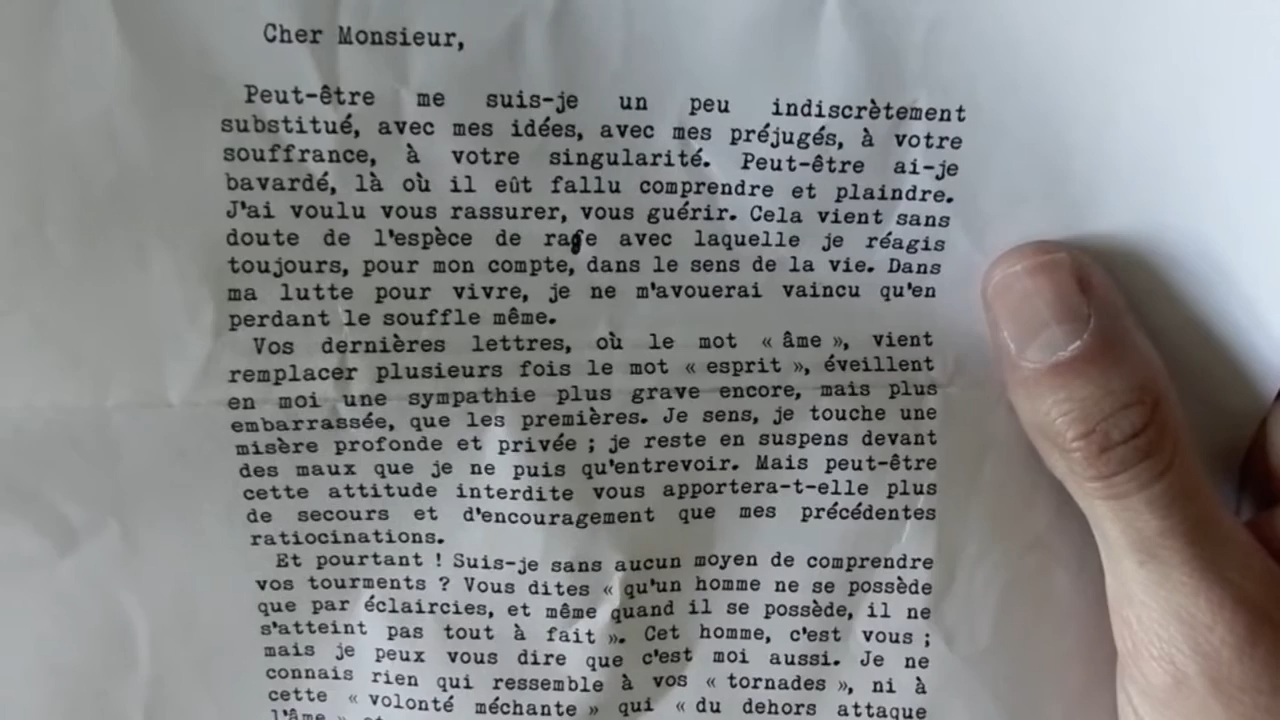 Cher Monsieur,
Peut-être me suis-je un peu indiscrètement
substitué, avec mes idées, avec mes préjugés, à votre
souffrance, à votre singularité. Peut-être ai-je
bavardé, là où il eût fallu comprendre et plaindre.
J'ai voulu vous rassurer, vous guérir. Cela vient sans
doute de l'espèce de rage avec laquelle je réagis
toujours, pour mon compte, dans le sens de la vie. Dans
ma lutte pour vivre, je ne m'avouerai vaincu qu'en
perdant le souffle même.
Vos dernières lettres, où le mot « âme », vient
remplacer plusieurs fois le mot « esprit », éveillent
en moi une sympathie plus grave encore, mais plus
embarrassée, que les premières. Je sens, je touche une
misère profonde et privée ; je reste en suspens devant
des maux que je ne puis qu'entrevoir. Mais peut-être
cette attitude interdite vous apportera-t-elle plus
de secours et d'encouragement que mes précédentes
ratiocinations.
Et pourtant ! Suis-je sans aucun moyen de comprendre
vos tourments ? Vous dites « qu'un homme ne se possède
que par éclaircies, et même quand il se possède, il ne
s'atteint pas tout à fait ». Cet homme, c'est vous ;
mais je peux vous dire que c'est moi aussi. Je ne
connais rien qui ressemble à vos « tornades », ni à
cette « volonté méchante » qui « du dehors attaque
l'âme » et